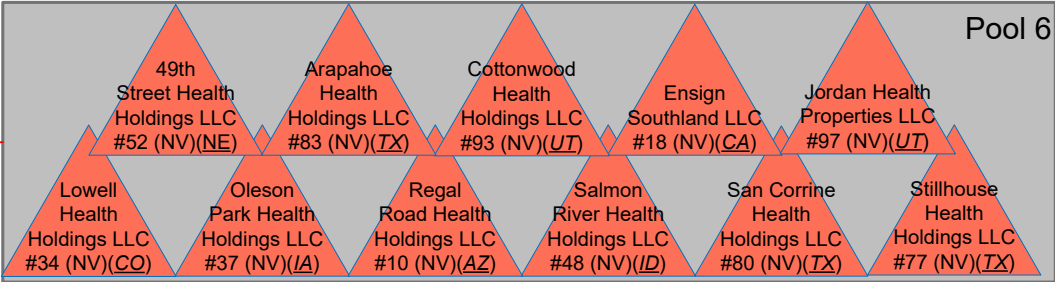 Pool 6
49th
Street Health
Holdings LLC
#52 (NV)(NE)
Arapahoe
Health
Holdings LLC
#83 (NV)(TX)
Cottonwood
Health
Holdings LLC
#93 (NV)(UT)
Ensign
Southland LLC
#18 (NV)(CA)
Jordan Health
Properties LLC
#97 (NV)(UT)
Lowell
Health
Holdings LLC
#34 (NV)(CO)
Oleson
Park Health
Holdings LLC
#37 (NV)(IA)
Regal
Road Health
Holdings LLC
#10 (NV)(AZ)
Salmon
River Health
Holdings LLC
#48 (NV)(ID)
San Corrine
Health
Holdings LLC
#80 (NV)(TX)
Stillhouse
Health
Holdings LLC
#77 (NV)(TX)